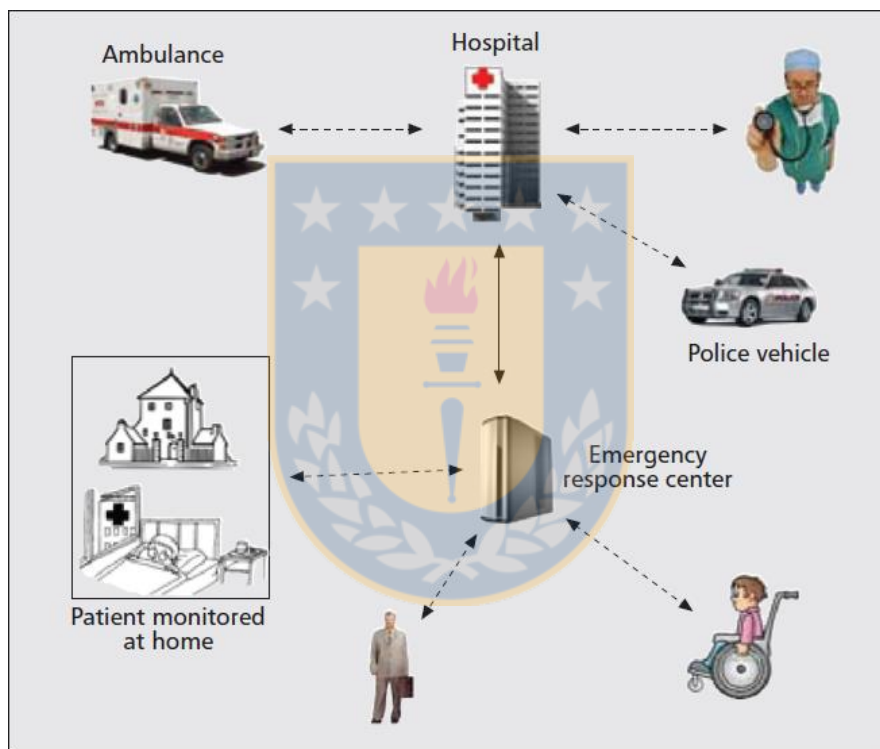 Ambulance
Hospital
Police vehicle
Emergency
response center
Patient monitored
at home